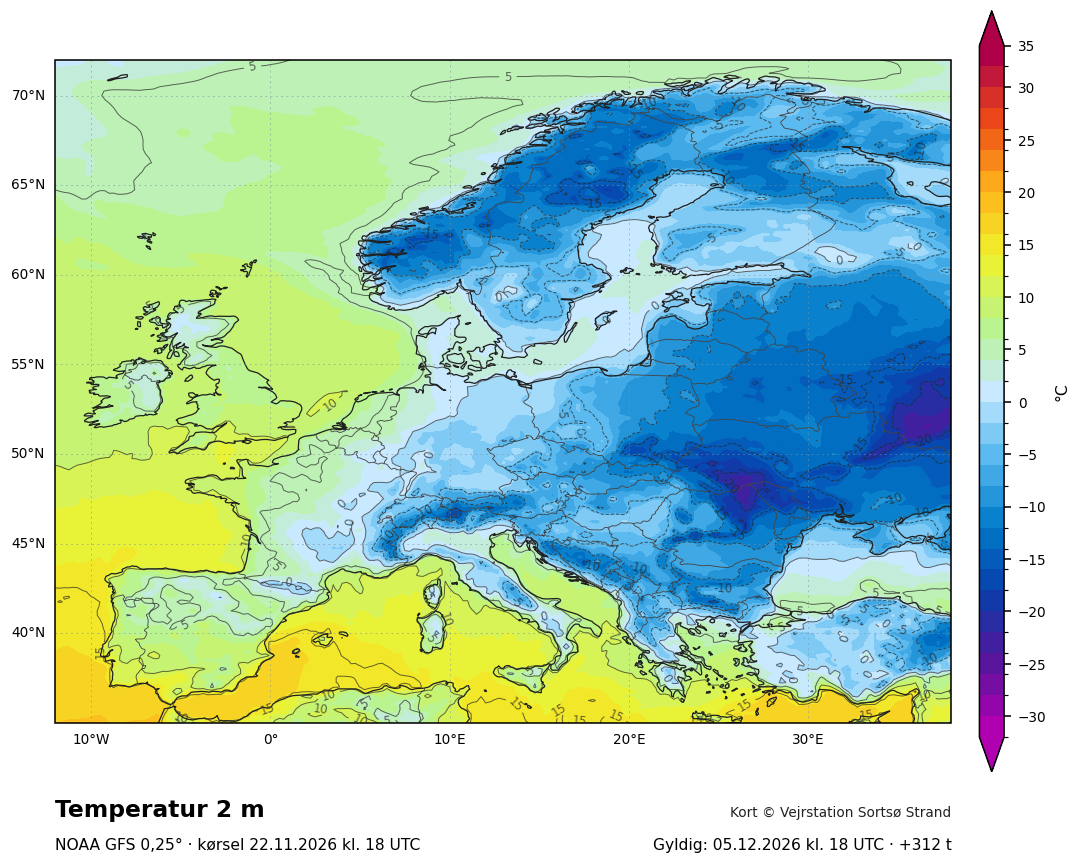 70°N
65°N
60°N
55°N
50°N
45°N
40°N
10°W
0°
10°E
20°E
30°E
35
30
25
20
15
10
5
0
−5
−10
−15
−20
−25
−30
°C
Temperatur 2 m
Kort © Vejrstation Sortsø Strand
NOAA GFS 0,25° · kørsel 22.11.2026 kl. 18 UTC
Gyldig: 05.12.2026 kl. 18 UTC · +312 t